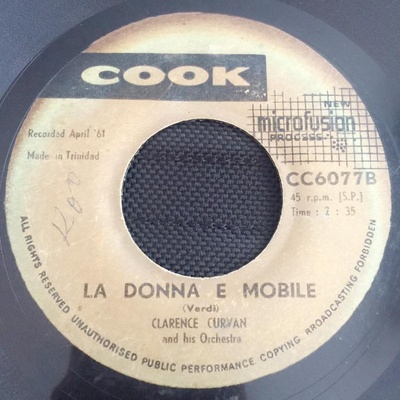 COOK
NEW
microfusion
PROCESS
Recorded April '61
Made in Trinidad
CC6077B
45 r.p.m. [S.P.]
Time : 2 : 35
LA DONNA E MOBILE
(Verdi)
CLARENCE CURVAN
and his Orchestra
ALL RIGHTS RESERVED UNAUTHORISED PUBLIC PERFORMANCE COPYING BROADCASTING FORBIDDEN